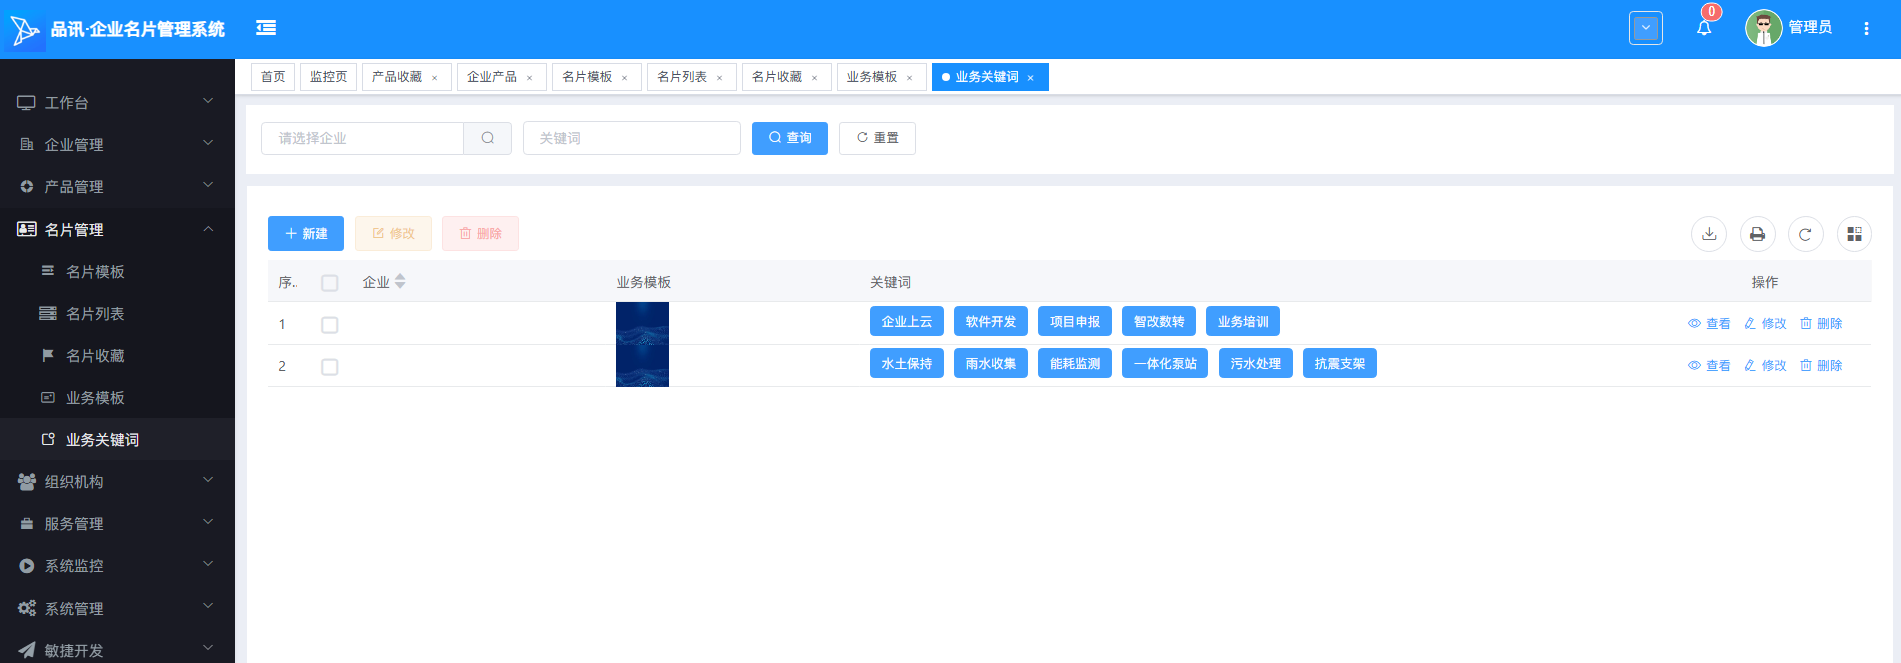 品讯·企业名片管理系统
0
管理员
首页 监控页 产品收藏 × 企业产品 × 名片模板 × 名片列表 × 名片收藏 × 业务模板 × 业务关键词 ×
工作台
企业管理
产品管理
名片管理
名片模板
名片列表
名片收藏
业务模板
业务关键词
组织机构
服务管理
系统监控
系统管理
敏捷开发
请选择企业 关键词 查询 重置
新建 修改 删除
序.. 企业 业务模板 关键词 操作
1 企业上云 软件开发 项目申报 智改数转 业务培训 查看 修改 删除
2 水土保持 雨水收集 能耗监测 一体化泵站 污水处理 抗震支架 查看 修改 删除